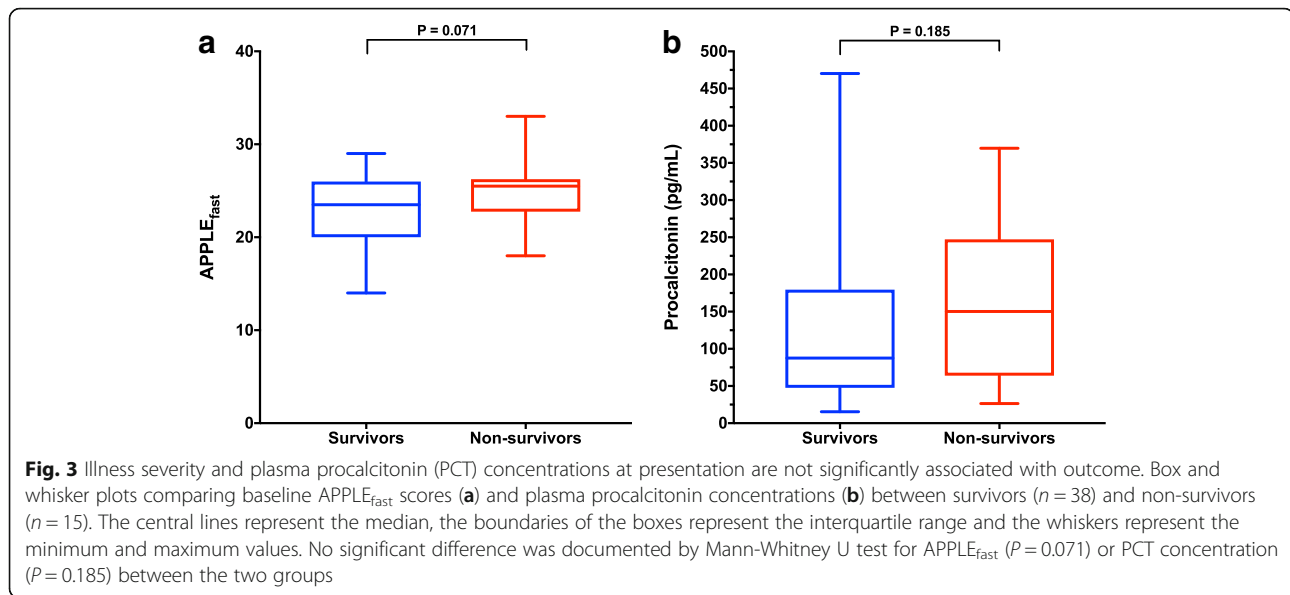 a
P = 0.071
40
30
20
10
0
APPLEfast
Survivors Non-survivors
b
P = 0.185
500
450
400
350
300
250
200
150
100
50
0
Procalcitonin (pg/mL)
Survivors Non-survivors
Fig. 3 Illness severity and plasma procalcitonin (PCT) concentrations at presentation are not significantly associated with outcome. Box and
whisker plots comparing baseline APPLEfast scores (a) and plasma procalcitonin concentrations (b) between survivors (n = 38) and non-survivors
(n = 15). The central lines represent the median, the boundaries of the boxes represent the interquartile range and the whiskers represent the
minimum and maximum values. No significant difference was documented by Mann-Whitney U test for APPLEfast (P = 0.071) or PCT concentration
(P = 0.185) between the two groups